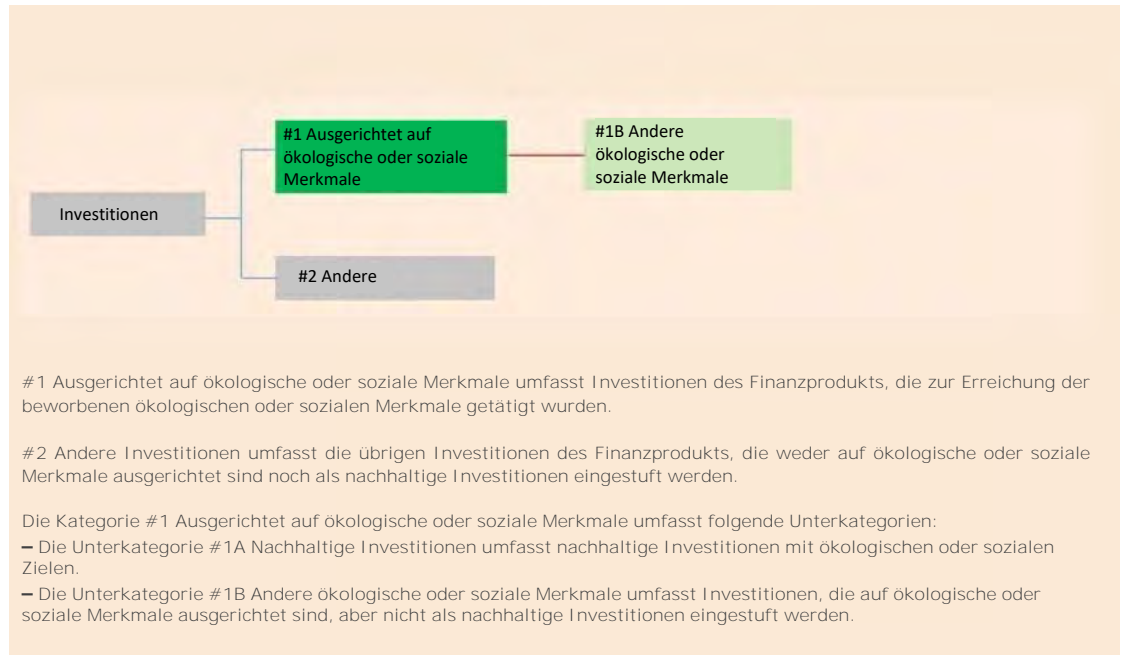 #1 Ausgerichtet auf
ökologische oder soziale
Merkmale
#1B Andere
ökologische oder
soziale Merkmale
Investitionen
#2 Andere
#1 Ausgerichtet auf ökologische oder soziale Merkmale umfasst Investitionen des Finanzprodukts, die zur Erreichung der
beworbenen ökologischen oder sozialen Merkmale getätigt wurden.
#2 Andere Investitionen umfasst die übrigen Investitionen des Finanzprodukts, die weder auf ökologische oder soziale
Merkmale ausgerichtet sind noch als nachhaltige Investitionen eingestuft werden.
Die Kategorie #1 Ausgerichtet auf ökologische oder soziale Merkmale umfasst folgende Unterkategorien:
– Die Unterkategorie #1A Nachhaltige Investitionen umfasst nachhaltige Investitionen mit ökologischen oder sozialen
Zielen.
– Die Unterkategorie #1B Andere ökologische oder soziale Merkmale umfasst Investitionen, die auf ökologische oder
soziale Merkmale ausgerichtet sind, aber nicht als nachhaltige Investitionen eingestuft werden.